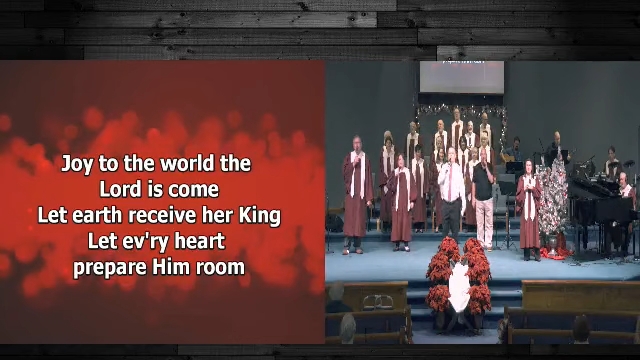 Joy to the world the
Lord is come
Let earth receive her King
Let ev'ry heart
prepare Him room